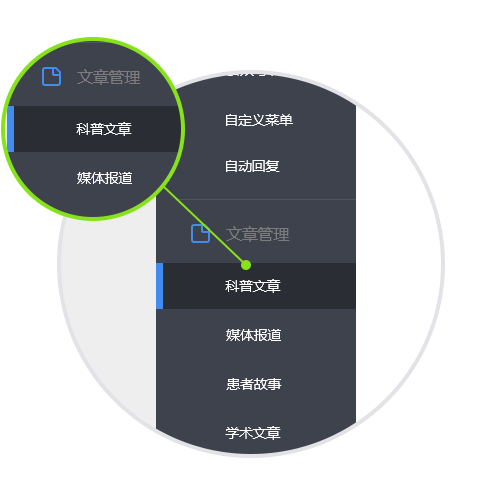 文章管理
科普文章
媒体报道
自定义菜单
自动回复
文章管理
科普文章
媒体报道
患者故事
学术文章